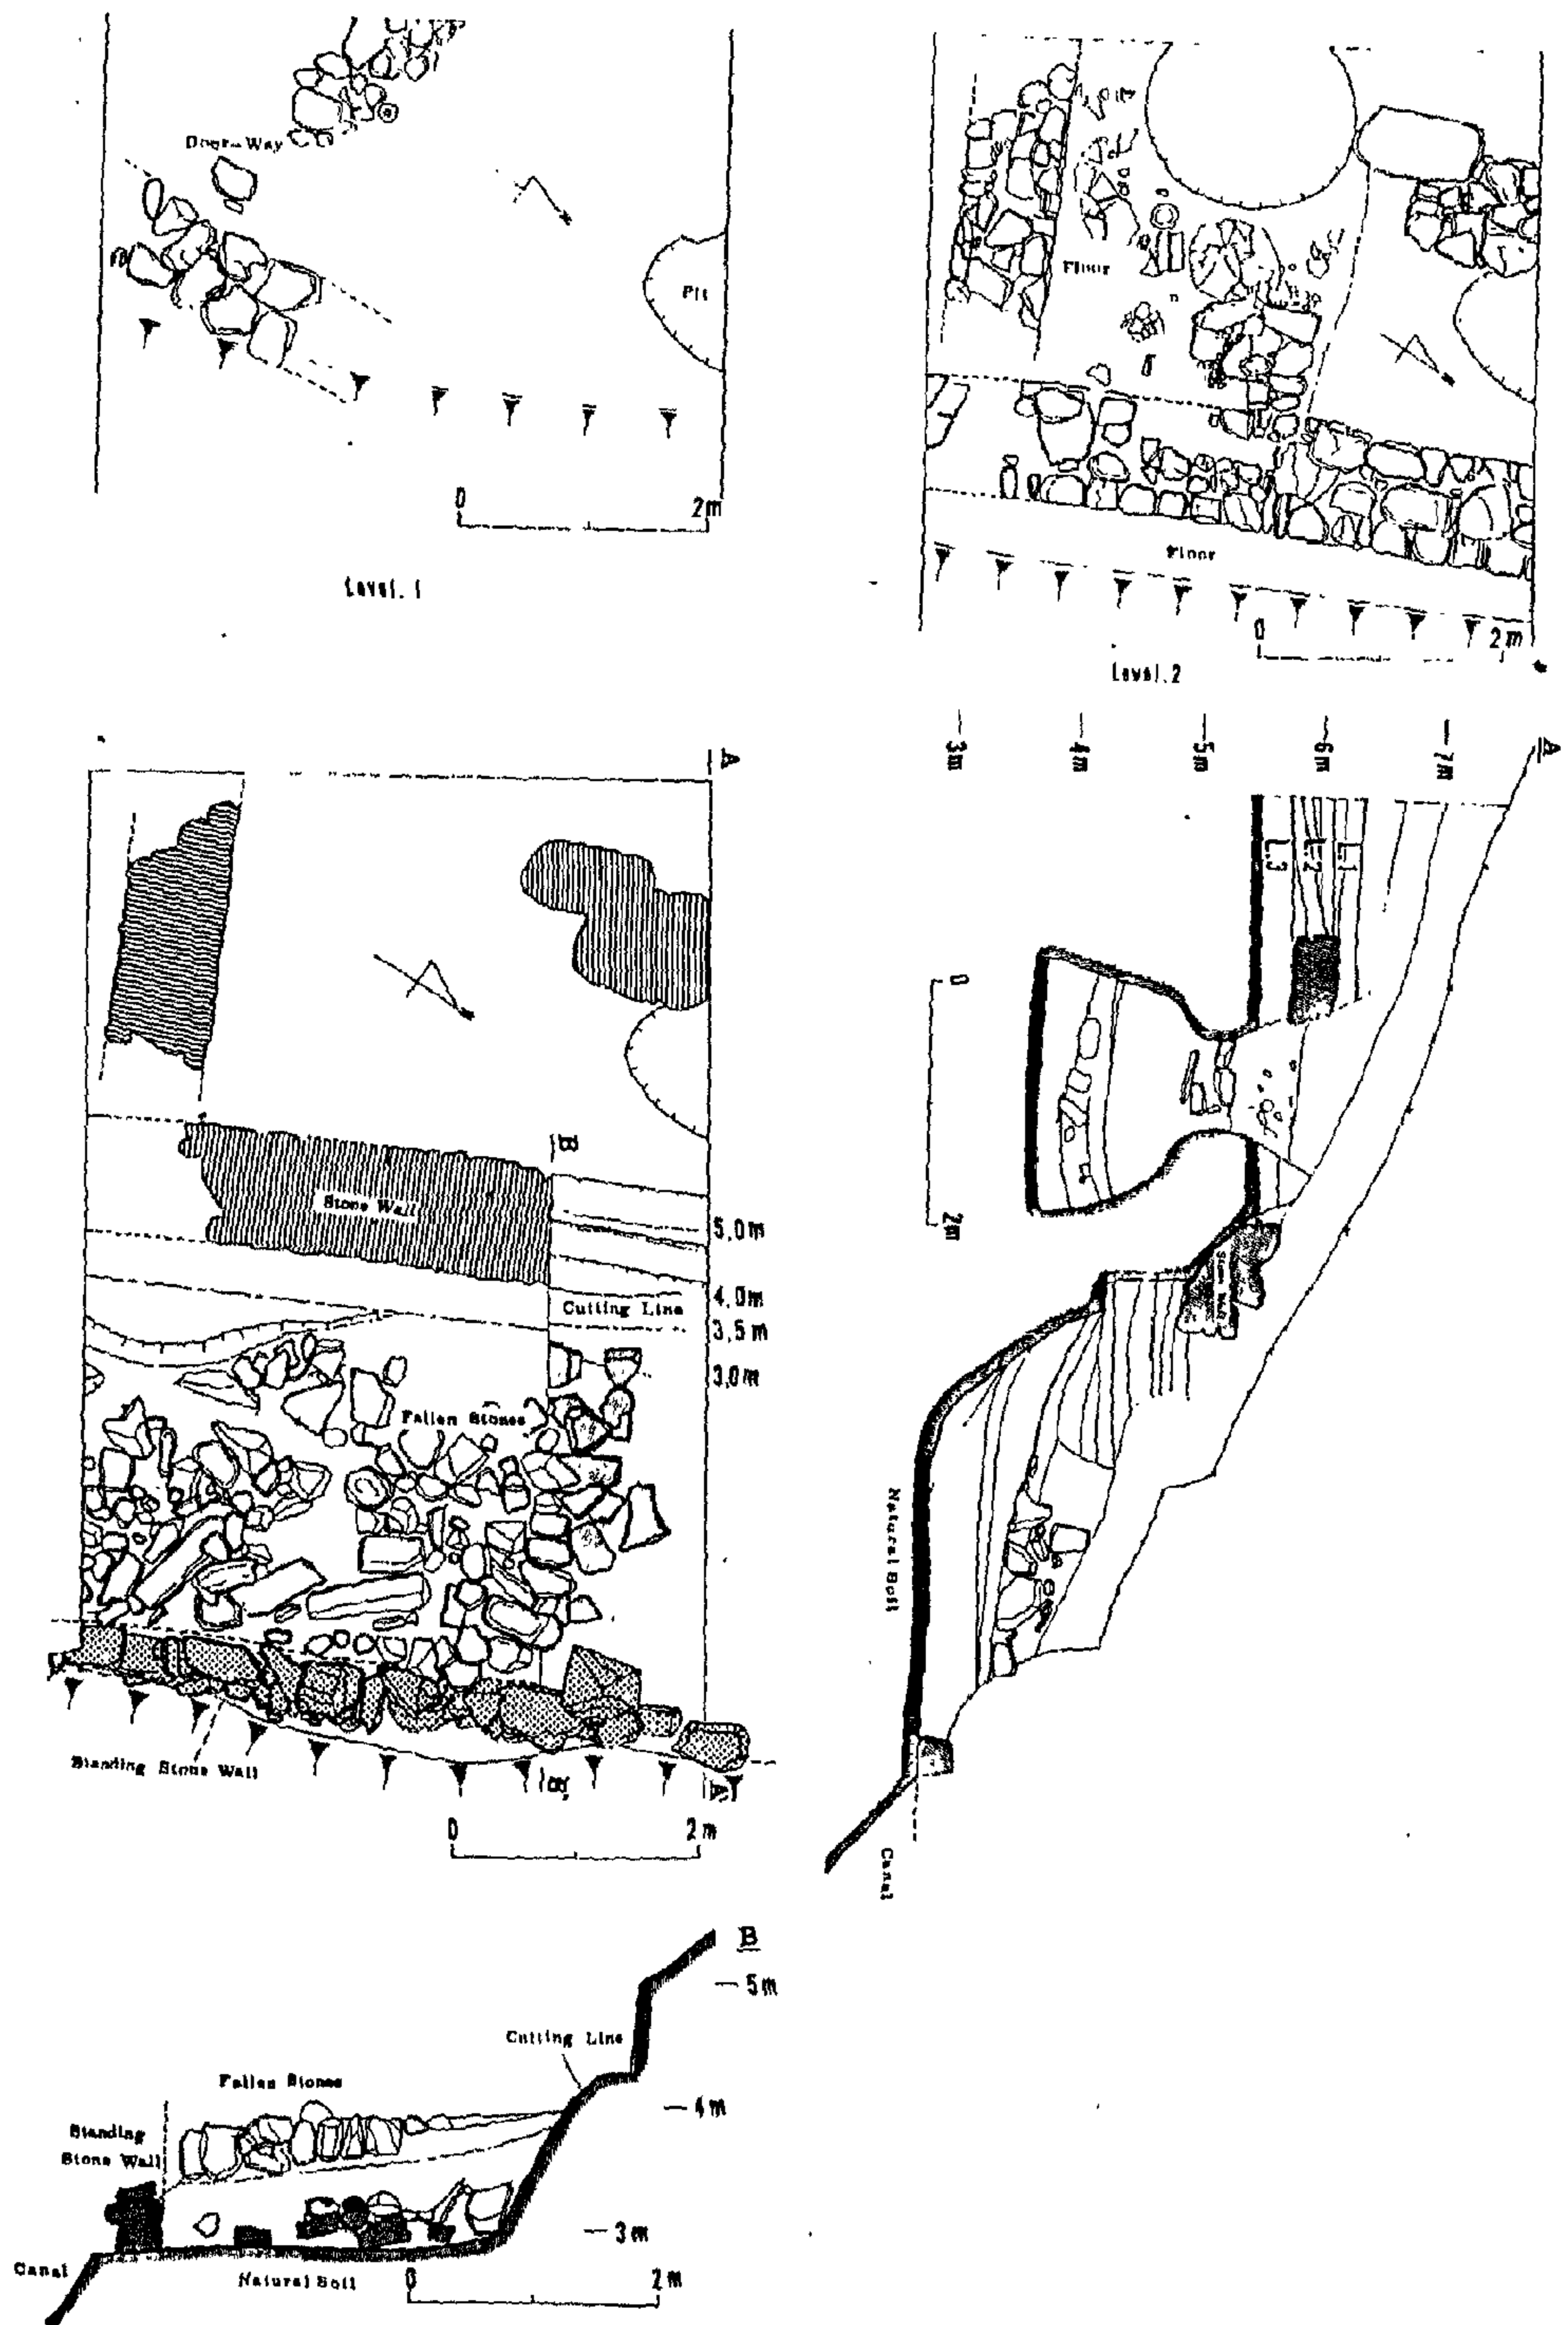 Door-Way
Pit
0 2m
Level. 1
Floor
Floor
0 2m
Level. 2
A
B
Stone Wall
5,0m
4,0m
Cutting Line
3,5m
3,0m
Fallen Stones
Standing Stone Wall
B'
A'
0 2m
A
3m
4m
5m
6m
7m
L.3
L.2
L.1
0
2m
Stone Wall
Natural Soil
Canal
B
5m
Cutting Line
Fallen Stones
4m
Standing
Stone Wall
3m
Canal
Natural Soil
0 2m